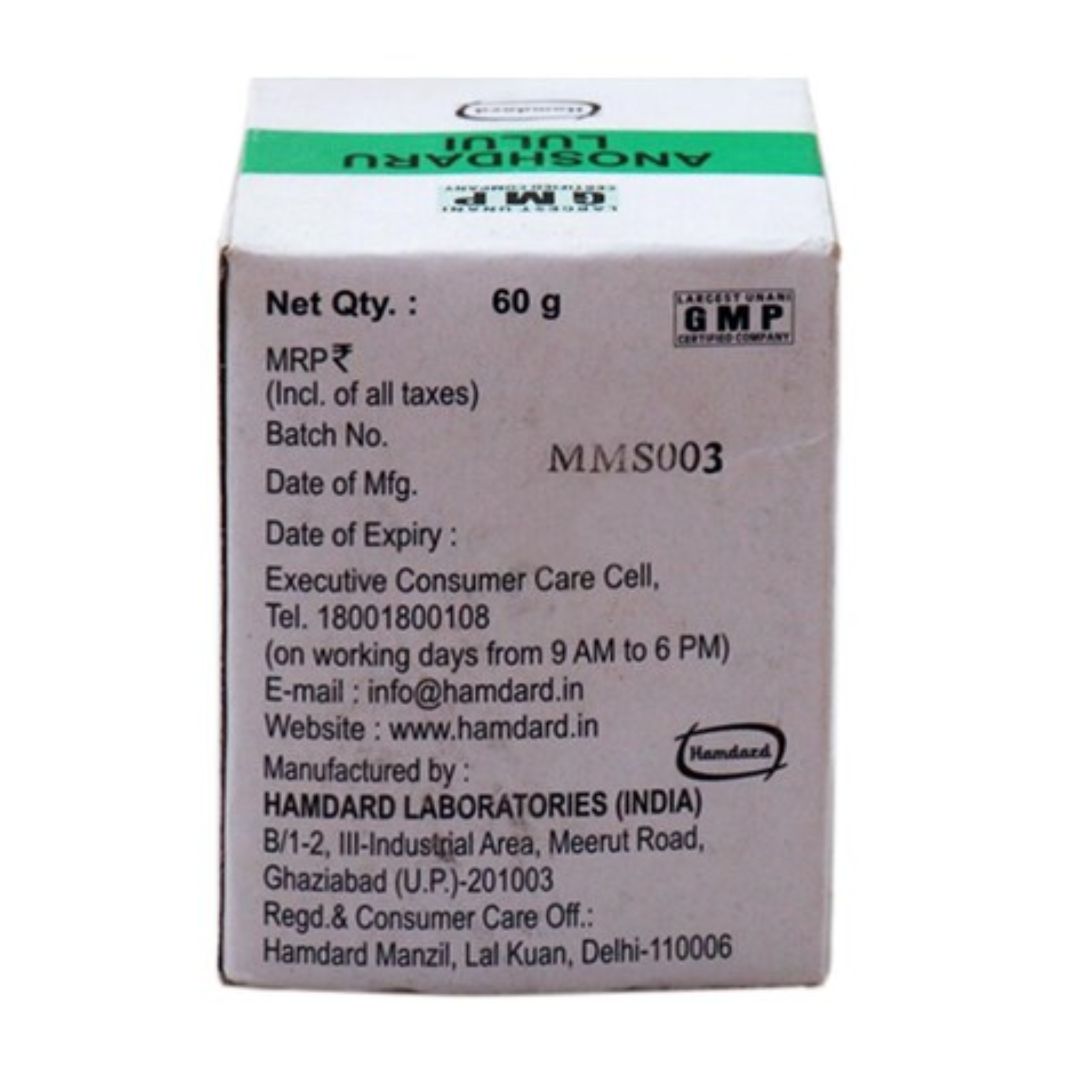 Hamdard
ANOSHDARU
LULUI
LARGEST UNANI
GMP
CERTIFIED COMPANY
Net Qty. : 60 g
LARGEST UNANI
GMP
CERTIFIED COMPANY
MRP ₹
(Incl. of all taxes)
Batch No.
MMS003
Date of Mfg.
Date of Expiry :
Executive Consumer Care Cell,
Tel. 18001800108
(on working days from 9 AM to 6 PM)
E-mail : info@hamdard.in
Website : www.hamdard.in
Hamdard
Manufactured by :
HAMDARD LABORATORIES (INDIA)
B/1-2, III-Industrial Area, Meerut Road,
Ghaziabad (U.P.)-201003
Regd.& Consumer Care Off.:
Hamdard Manzil, Lal Kuan, Delhi-110006